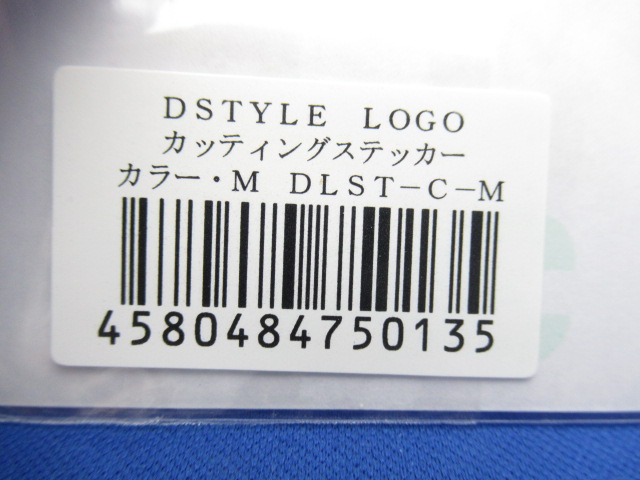 DSTYLE LOGO
カッティングステッカー
カラー・M DLST-C-M
4580484750135